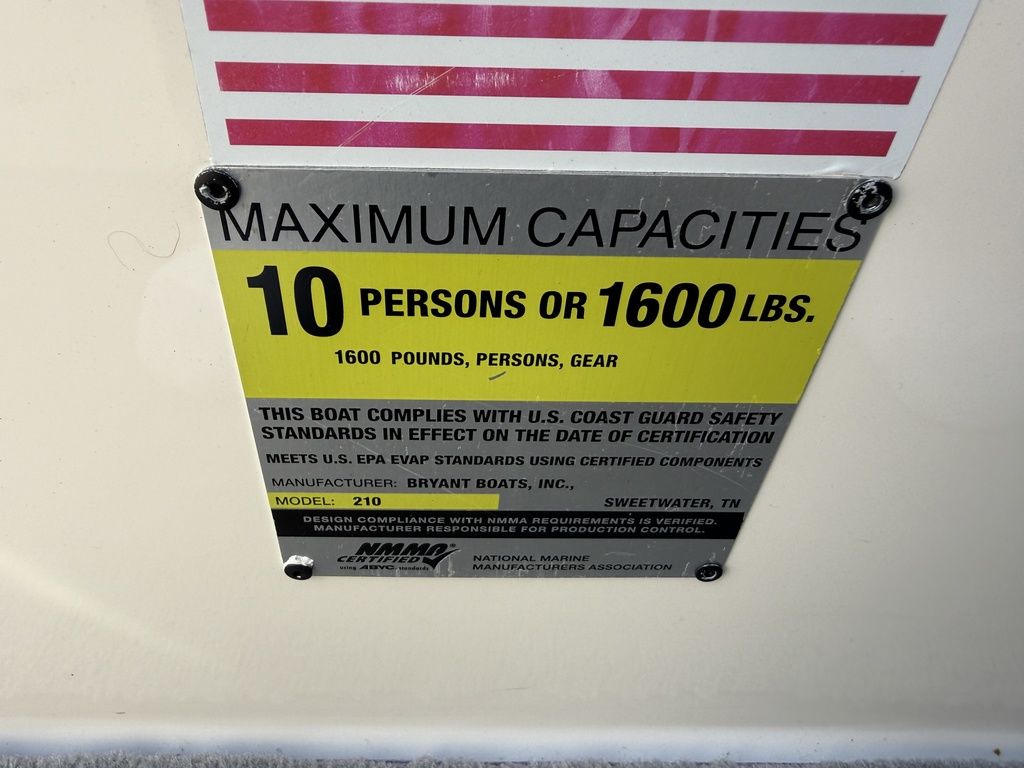 MAXIMUM CAPACITIES
10 PERSONS OR 1600 LBS.
1600 POUNDS, PERSONS, GEAR
THIS BOAT COMPLIES WITH U.S. COAST GUARD SAFETY
STANDARDS IN EFFECT ON THE DATE OF CERTIFICATION
MEETS U.S. EPA EVAP STANDARDS USING CERTIFIED COMPONENTS
MANUFACTURER: BRYANT BOATS, INC.,
MODEL: 210 SWEETWATER, TN
DESIGN COMPLIANCE WITH NMMA REQUIREMENTS IS VERIFIED.
MANUFACTURER RESPONSIBLE FOR PRODUCTION CONTROL.
NMMA®
CERTIFIED
using ABYC standards
NATIONAL MARINE
MANUFACTURERS ASSOCIATION